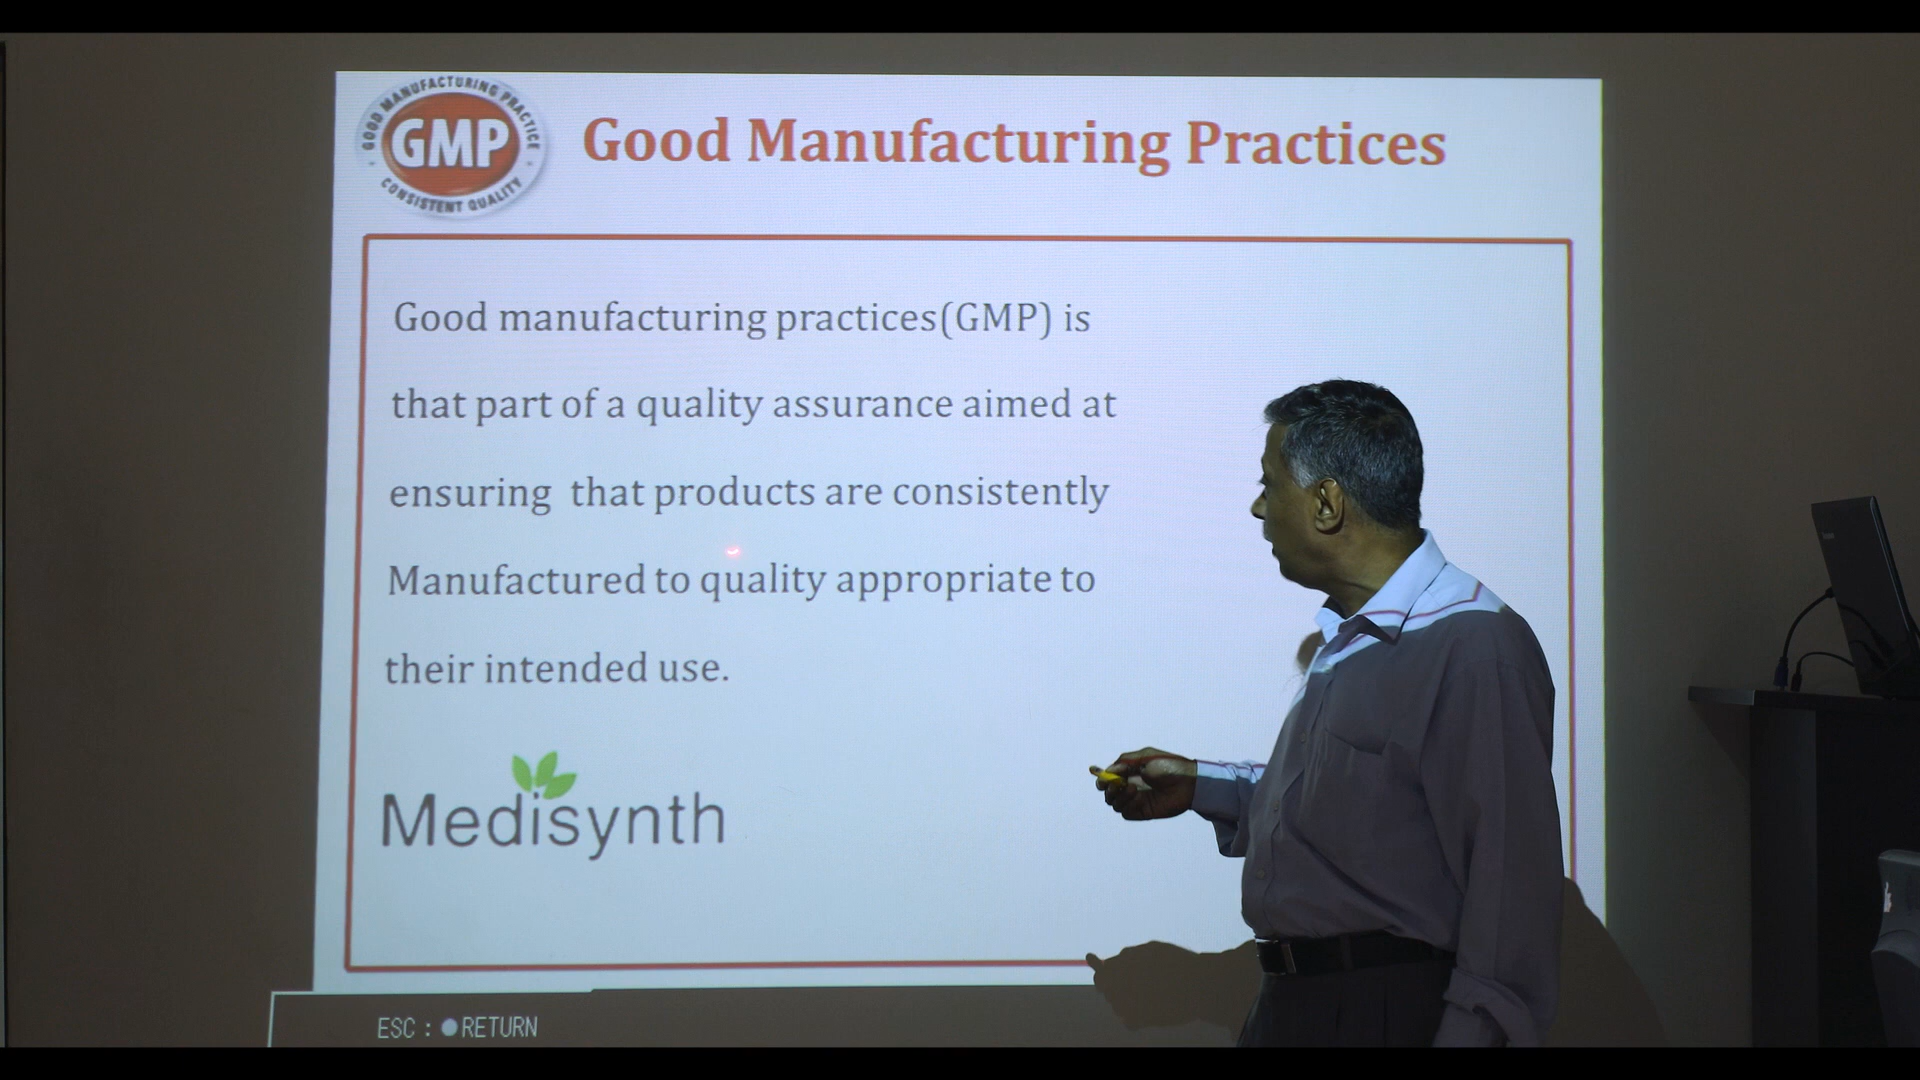 GOOD MANUFACTURING PRACTICE
GMP
CONSISTENT QUALITY
Good Manufacturing Practices
Good manufacturing practices(GMP) is
that part of a quality assurance aimed at
ensuring that products are consistently
Manufactured to quality appropriate to
their intended use.
Medisynth
ESC : RETURN